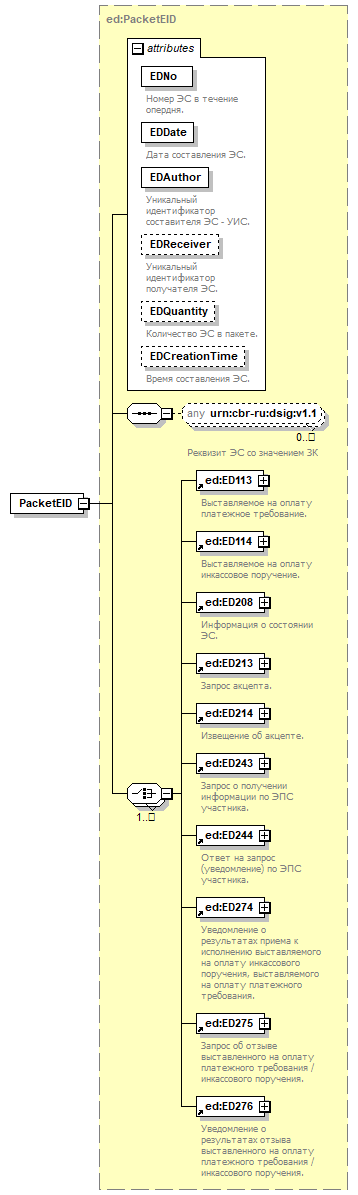 ed:PacketEID
attributes
EDNo
Номер ЭС в течение
опердня.
EDDate
Дата составления ЭС.
EDAuthor
Уникальный
идентификатор
составителя ЭС - УИС.
EDReceiver
Уникальный
идентификатор
получателя ЭС.
EDQuantity
Количество ЭС в пакете.
EDCreationTime
Время составления ЭС.
any urn:cbr-ru:dsig:v1.1
0..
Реквизит ЭС со значением ЗК
PacketEID
ed:ED113
Выставляемое на оплату
платежное требование.
ed:ED114
Выставляемое на оплату
инкассовое поручение.
ed:ED208
Информация о состоянии
ЭС.
ed:ED213
Запрос акцепта.
ed:ED214
Извещение об акцепте.
ed:ED243
Запрос о получении
информации по ЭПС
участника.
1..
ed:ED244
Ответ на запрос
(уведомление) по ЭПС
участника.
ed:ED274
Уведомление о
результатах приема к
исполнению выставляемого
на оплату инкассового
поручения, выставляемого
на оплату платежного
требования.
ed:ED275
Запрос об отзыве
выставленного на оплату
платежного требования /
инкассового поручения.
ed:ED276
Уведомление о
результатах отзыва
выставленного на оплату
платежного требования /
инкассового поручения.